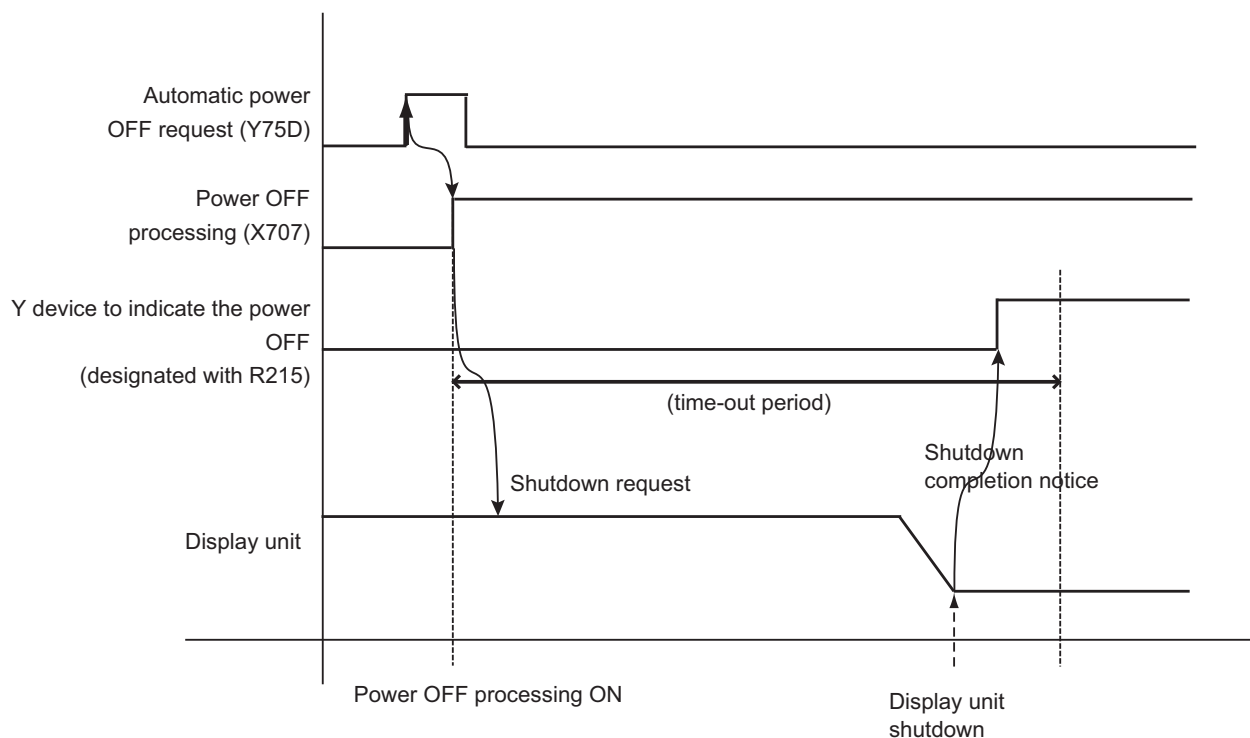 Automatic power
OFF request (Y75D)
Power OFF
processing (X707)
Y device to indicate the power
OFF
(designated with R215)
(time-out period)
Shutdown
completion notice
Shutdown request
Display unit
Power OFF processing ON
Display unit
shutdown